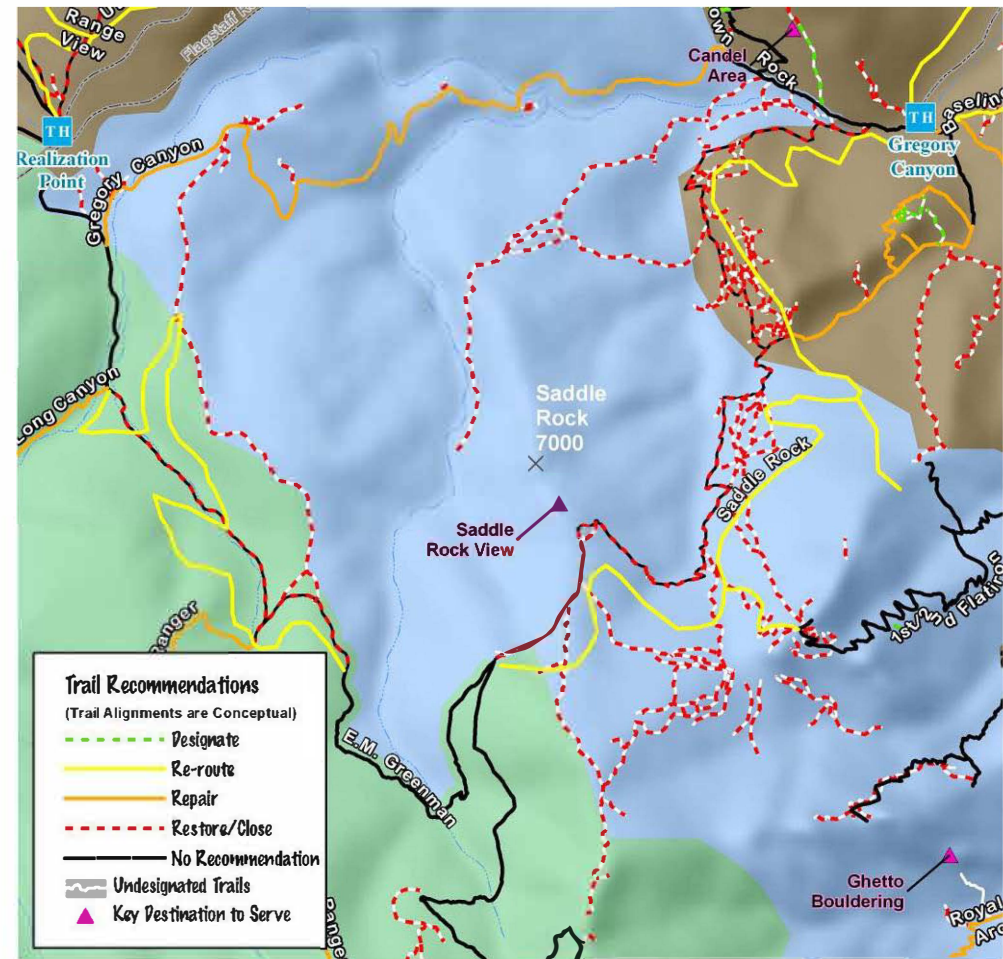 Range
View
Flagstaff
Rock
Candel
Area
TH
Realization
Point
Gregory Canyon
TH
Gregory
Canyon
Baseline
Long Canyon
Saddle
Rock
7000
Saddle Rock
Saddle
Rock View
1st/2nd Flatiron
Ranger
Trail Recommendations
(Trail Alignments are Conceptual)
Designate
Re-route
Repair
Restore/Close
No Recommendation
Undesignated Trails
Key Destination to Serve
E.M. Greenman
Ghetto
Bouldering
Royal